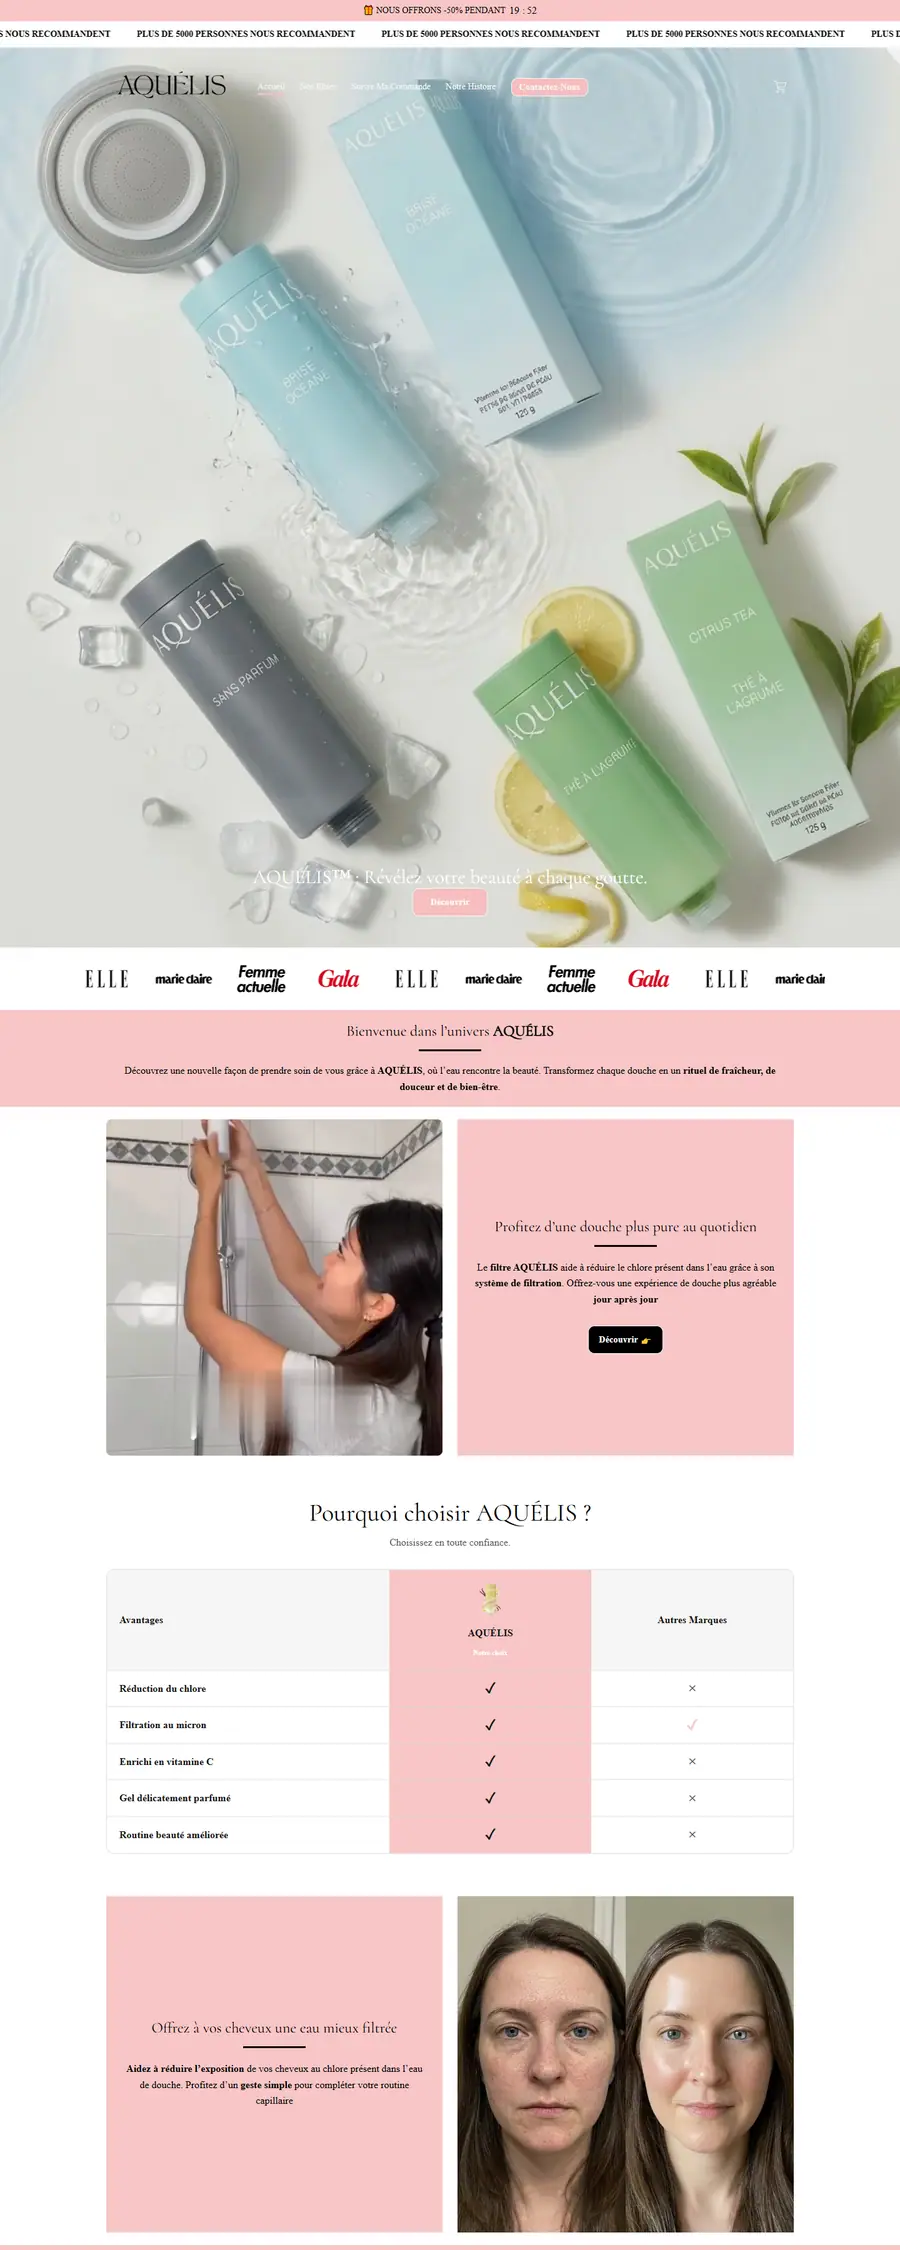 NOUS OFFRONS -50% PENDANT 19 : 52
S NOUS RECOMMANDENT PLUS DE 5000 PERSONNES NOUS RECOMMANDENT PLUS DE 5000 PERSONNES NOUS RECOMMANDENT PLUS DE 5000 PERSONNES NOUS RECOMMANDENT PLUS D
AQUÉLIS
Accueil
Suivre Ma Commande
Notre Histoire
Contactez-Nous
AQUÉLIS
BRISE
OCÉANE
120 g
AQUÉLIS
BRISE
OCÉANE
AQUÉLIS
SANS PARFUM
AQUÉLIS
CITRUS TEA
THÉ À
L'AGRUME
125 g
AQUÉLIS
THÉ À L'AGRUME
AQUÉLIS™ : Révélez votre beauté à chaque goutte.
Découvrir
ELLE marie claire Femme actuelle Gala ELLE marie claire Femme actuelle Gala ELLE marie clair
Bienvenue dans l’univers AQUÉLIS
Découvrez une nouvelle façon de prendre soin de vous grâce à AQUÉLIS, où l’eau rencontre la beauté. Transformez chaque douche en un rituel de fraîcheur, de
douceur et de bien-être.
Profitez d’une douche plus pure au quotidien
Le filtre AQUÉLIS aide à réduire le chlore présent dans l’eau grâce à son
système de filtration. Offrez-vous une expérience de douche plus agréable
jour après jour
Découvrir 👉
Pourquoi choisir AQUÉLIS ?
Choisissez en toute confiance.
Avantages
AQUÉLIS
Notre choix
Autres Marques
Réduction du chlore ✓ ×
Filtration au micron ✓ ✓
Enrichi en vitamine C ✓ ×
Gel délicatement parfumé ✓ ×
Routine beauté améliorée ✓ ×
Offrez à vos cheveux une eau mieux filtrée
Aidez à réduire l’exposition de vos cheveux au chlore présent dans l’eau
de douche. Profitez d’un geste simple pour compléter votre routine
capillaire